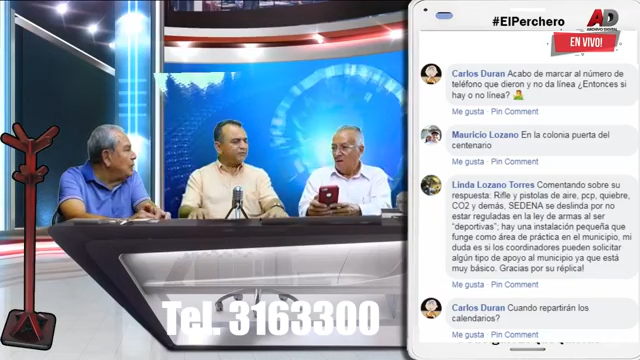 #ElPerchero
AD
ARCHIVO DIGITAL
EN VIVO!
Carlos Duran Acabo de marcar al número de
teléfono que dieron y no da línea ¿Entonces si
hay o no línea?
Me gusta · Pin Comment
Mauricio Lozano En la colonia puerta del
centenario
Me gusta · Pin Comment
Linda Lozano Torres Comentando sobre su
respuesta: Rifle y pistolas de aire, pcp, quiebre,
CO2 y demás, SEDENA se deslinda por no
estar reguladas en la ley de armas al ser
"deportivas"; hay una instalación pequeña que
funge como área de práctica en el municipio, mi
duda es si los coordinadores pueden solicitar
algún tipo de apoyo al municipio ya que está
muy básico. Gracias por su réplica!
Me gusta · Pin Comment
Carlos Duran Cuando repartirán los
calendarios?
Me gusta · Pin Comment
Tel. 3163300